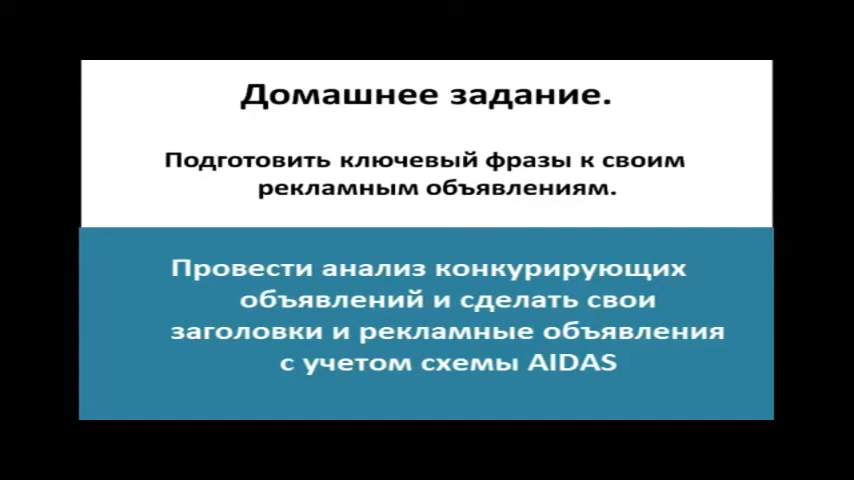 Домашнее задание.
Подготовить ключевый фразы к своим
рекламным объявлениям.
Провести анализ конкурирующих
объявлений и сделать свои
заголовки и рекламные объявления
с учетом схемы AIDAS